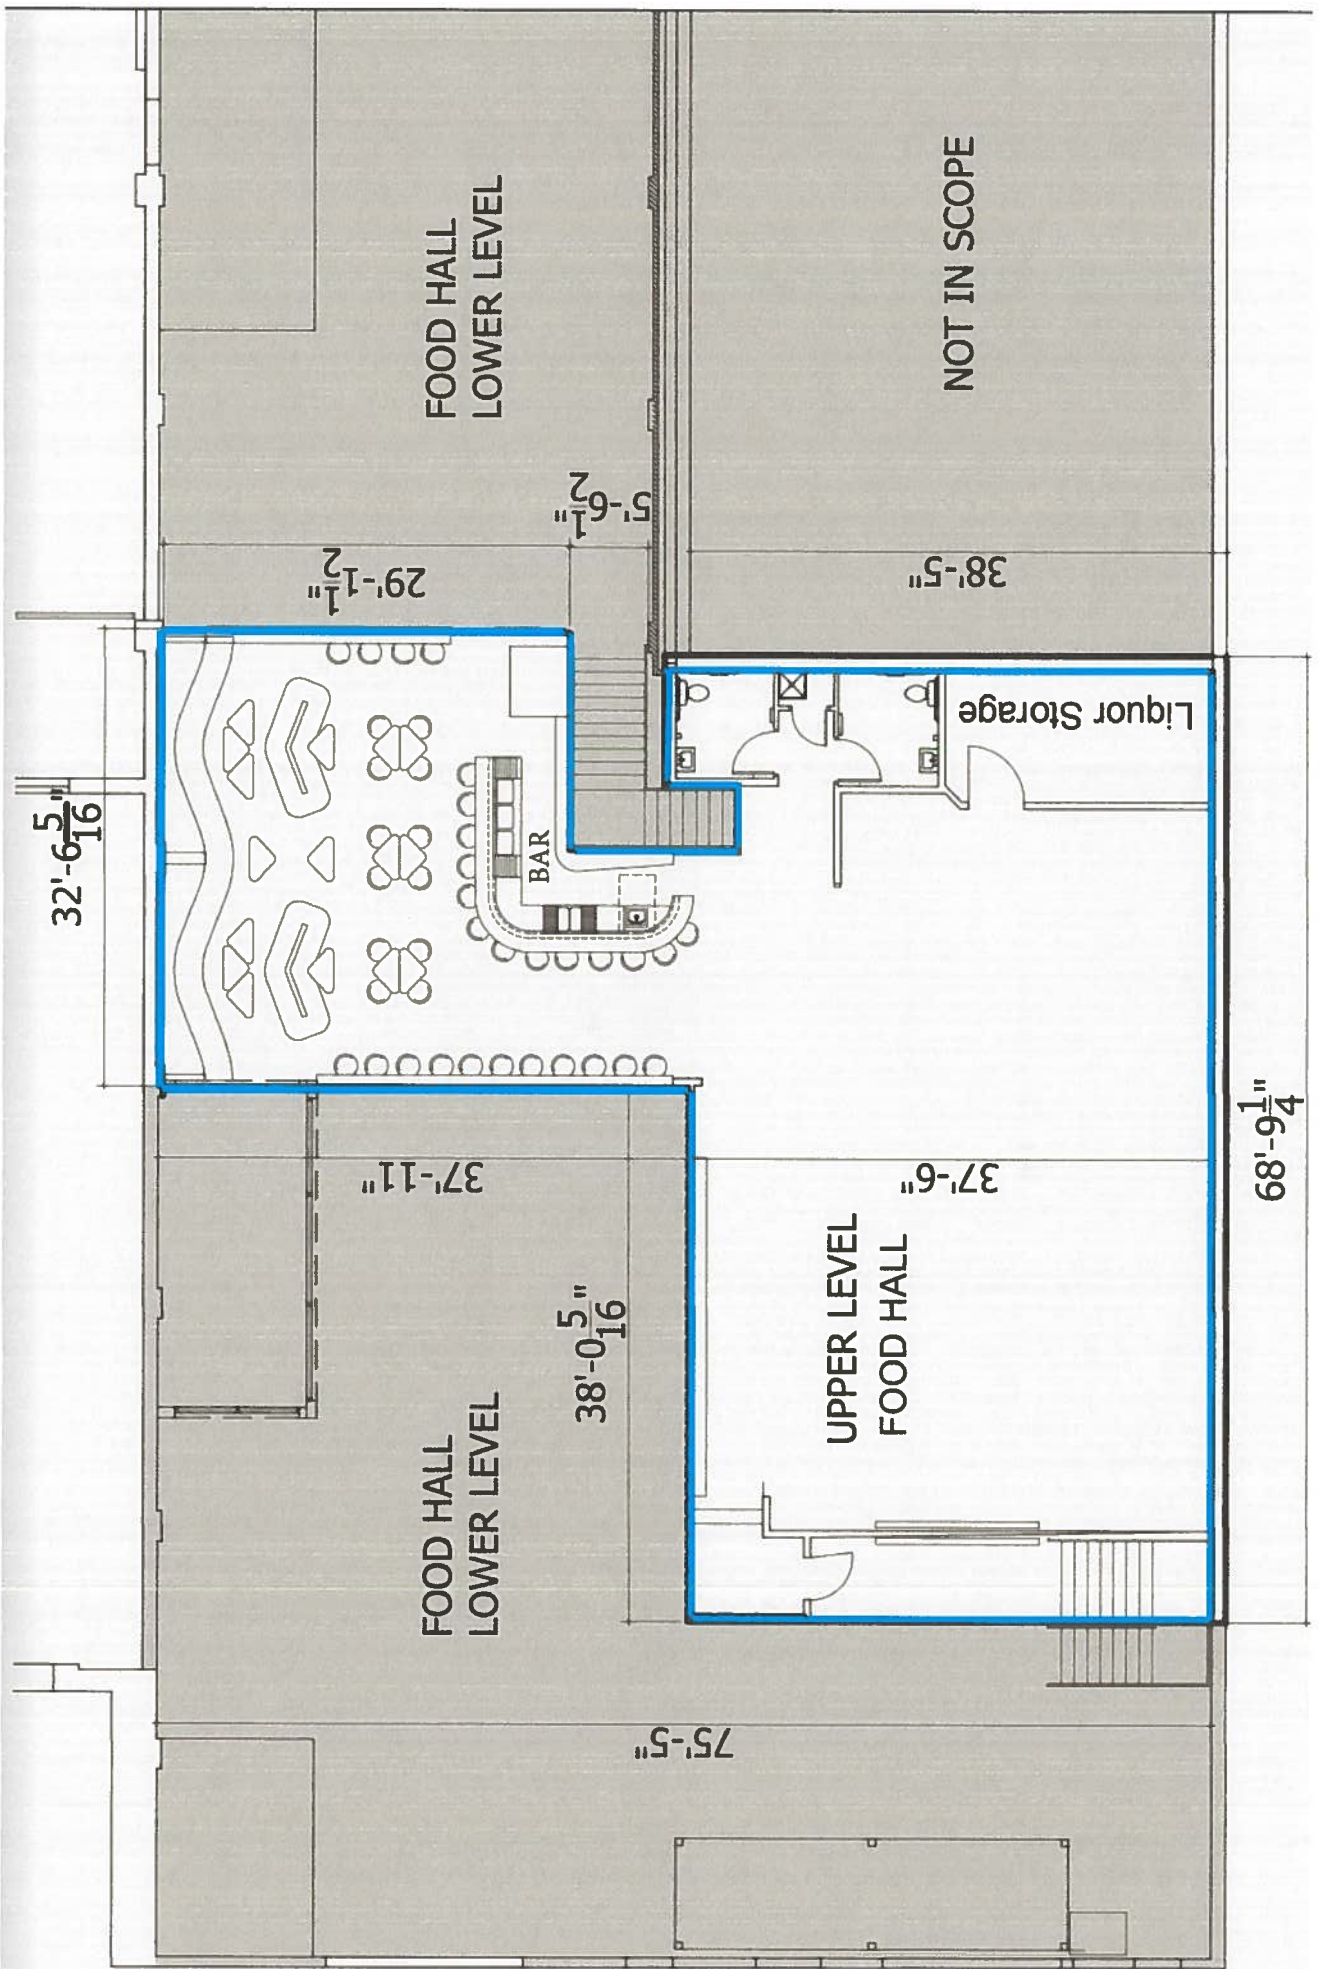 32'-6 5/16"
FOOD HALL
LOWER LEVEL
NOT IN SCOPE
5'-6 1/2"
29'-1 1/2"
38'-5"
Liquor Storage
BAR
37'-11"
37'-6"
68'-9 1/4"
38'-0 5/16"
UPPER LEVEL
FOOD HALL
FOOD HALL
LOWER LEVEL
75'-5"